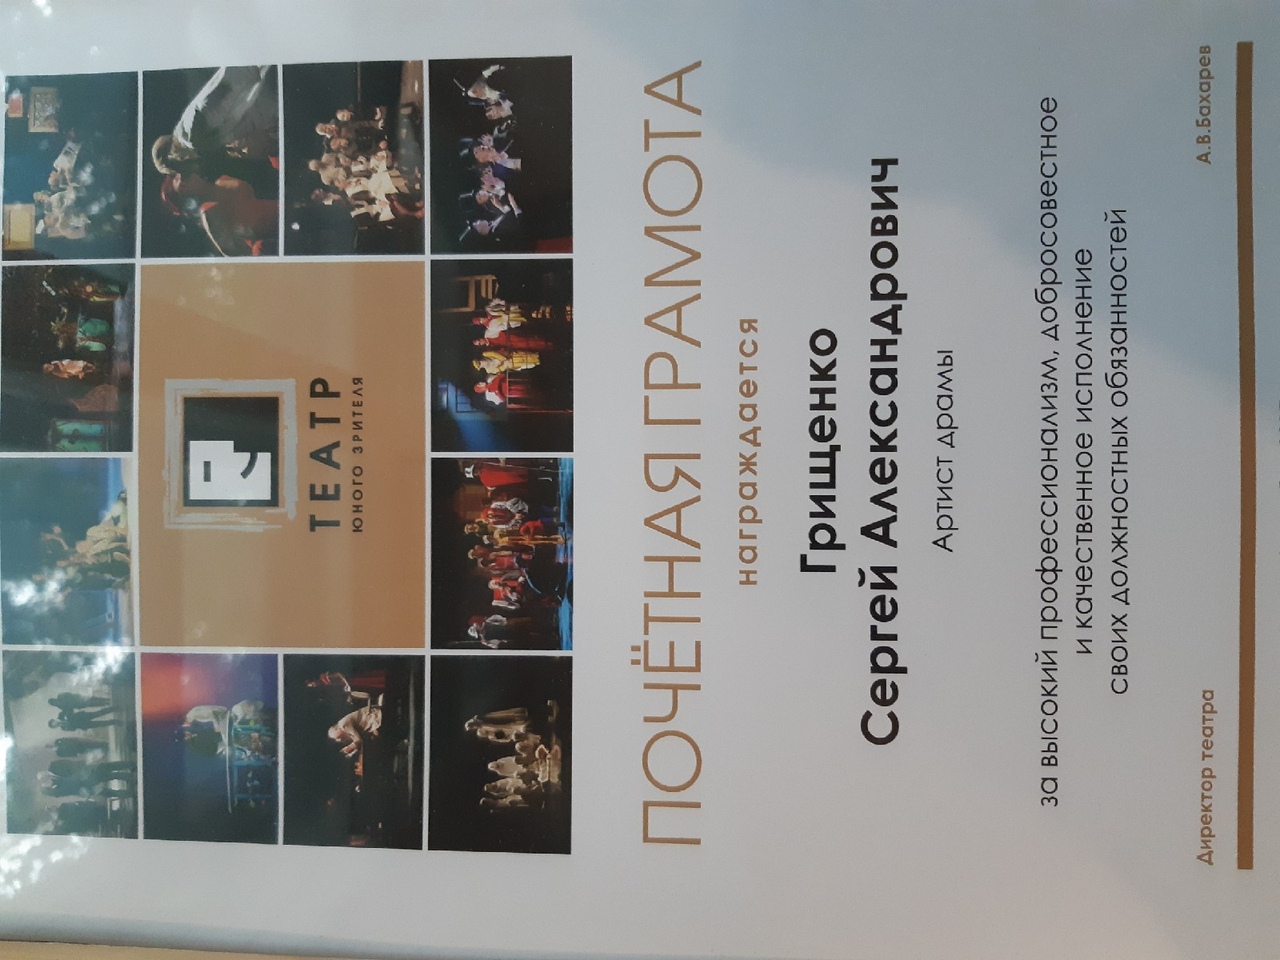 ТЕАТР
ЮНОГО ЗРИТЕЛЯ
ПОЧЁТНАЯ ГРАМОТА
награждается
Грищенко
Сергей Александрович
Артист драмы
за высокий профессионализм, добросовестное
и качественное исполнение
своих должностных обязанностей
Директор театра А.В.Бахарев